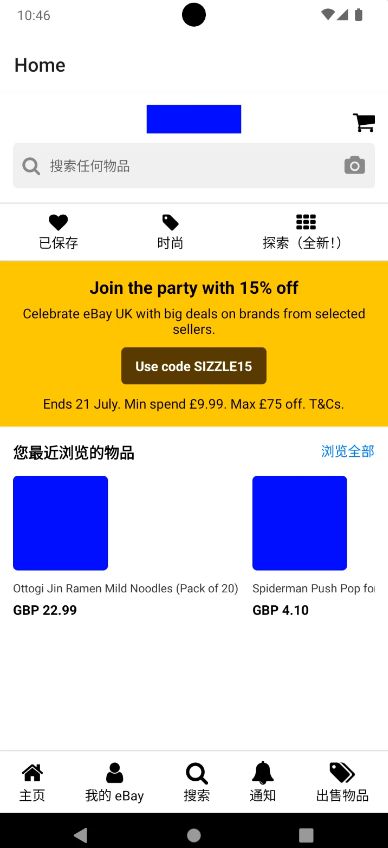 10:46
Home
搜索任何物品
已保存
时尚
探索（全新！）
Join the party with 15% off
Celebrate eBay UK with big deals on brands from selected
sellers.
Use code SIZZLE15
Ends 21 July. Min spend £9.99. Max £75 off. T&Cs.
您最近浏览的物品
浏览全部
Ottogi Jin Ramen Mild Noodles (Pack of 20)
GBP 22.99
Spiderman Push Pop fo
GBP 4.10
主页
我的 eBay
搜索
通知
出售物品